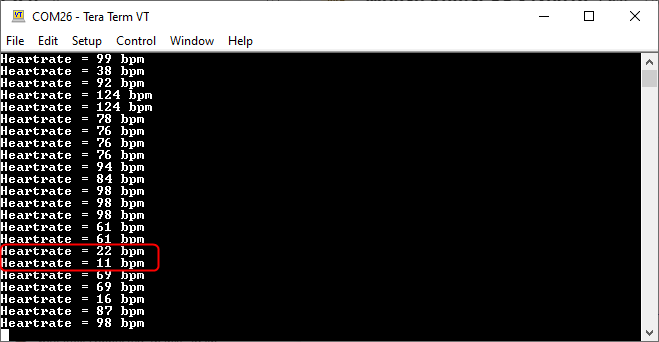 COM26 - Tera Term VT
File Edit Setup Control Window Help
Heartrate = 99 bpm
Heartrate = 38 bpm
Heartrate = 92 bpm
Heartrate = 124 bpm
Heartrate = 124 bpm
Heartrate = 78 bpm
Heartrate = 76 bpm
Heartrate = 76 bpm
Heartrate = 76 bpm
Heartrate = 94 bpm
Heartrate = 84 bpm
Heartrate = 98 bpm
Heartrate = 98 bpm
Heartrate = 98 bpm
Heartrate = 61 bpm
Heartrate = 61 bpm
Heartrate = 22 bpm
Heartrate = 11 bpm
Heartrate = 69 bpm
Heartrate = 69 bpm
Heartrate = 16 bpm
Heartrate = 87 bpm
Heartrate = 98 bpm